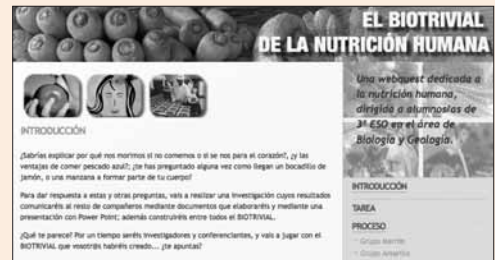 EL BIOTRIVIAL
DE LA NUTRICIÓN HUMANA
INTRODUCCIÓN
¿Sabrías explicar por qué nos morimos si no comemos o si se nos para el corazón?, ¿y las
ventajas de comer pescado azul?; ¿te has preguntado alguna vez como llegan un bocadillo de
jamón, o una manzana a formar parte de tu cuerpo?
Para dar respuesta a estas y otras preguntas, vais a realizar una investigación cuyos resultados
comunicaréis al resto de compañeros mediante documentos que elaboraréis y mediante una
presentación con Power Point; además construiréis entre todos el BIOTRIVIAL.
¿Qué te parece? Por un tiempo seréis investigadores y conferenciantes, y vais a jugar con el
BIOTRIVIAL que vosotr@s habréis creado... ¿te apuntas?
Una webquest dedicada a
la nutrición humana,
dirigida a alumnos/as de
3º ESO en el área de
Biología y Geología.
INTRODUCCIÓN
TAREA
PROCESO
Grupo Marrón
Grupo Amarillo